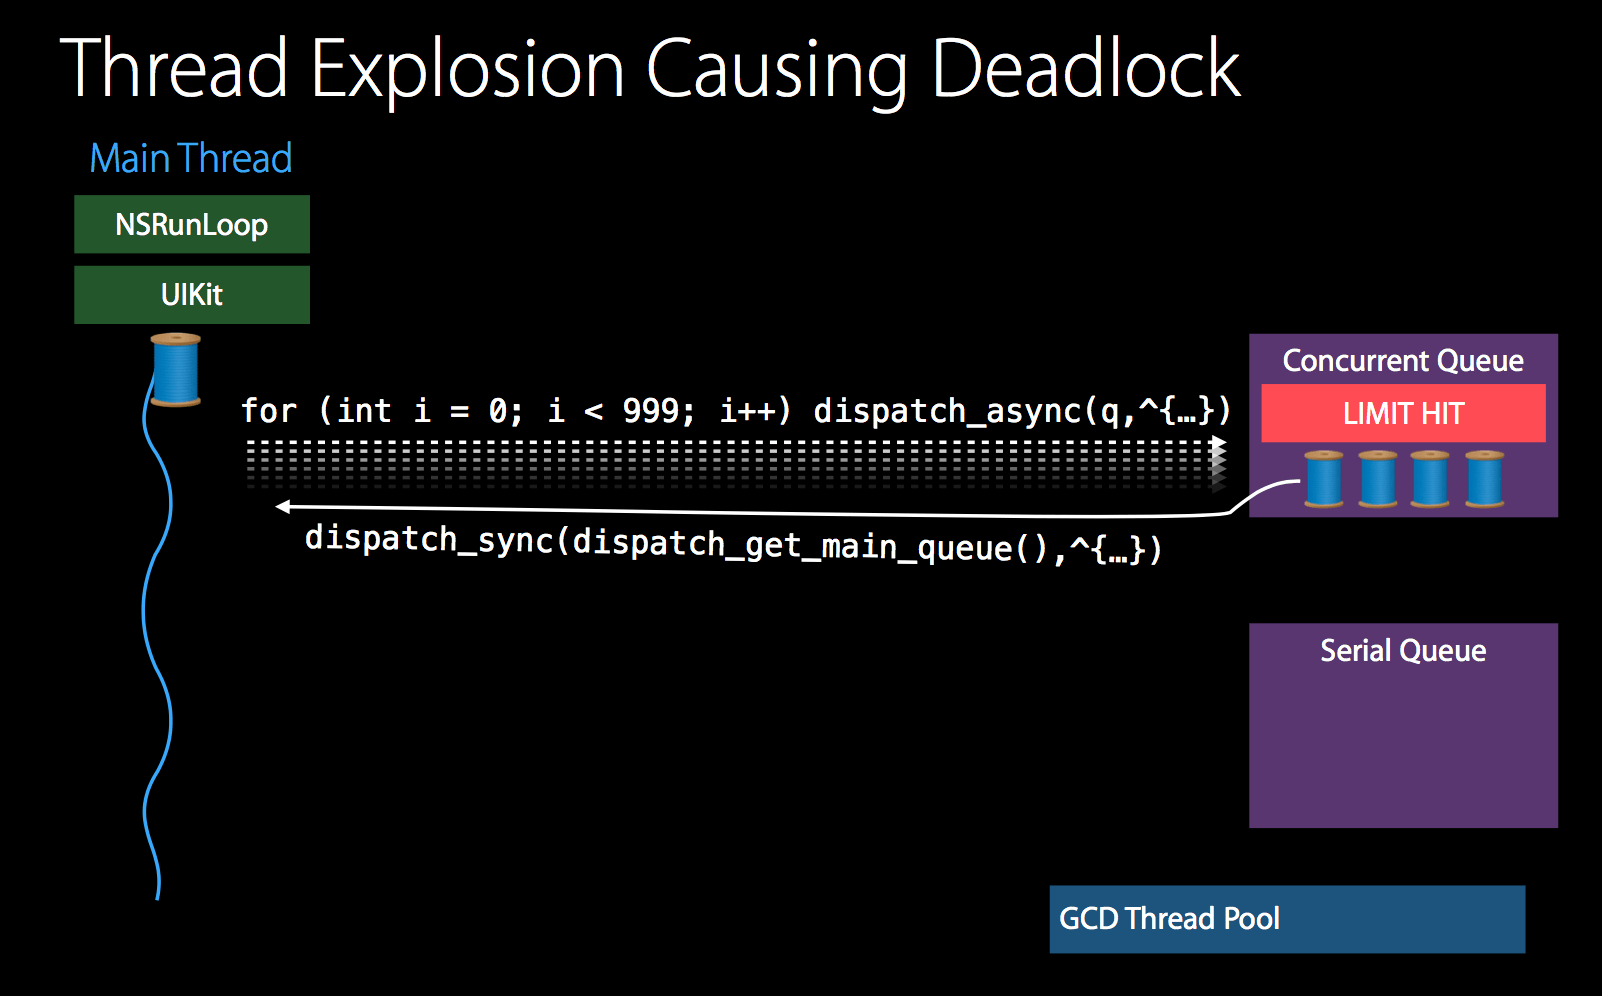 Thread Explosion Causing Deadlock
Main Thread
NSRunLoop
UIKit
for (int i = 0; i < 999; i++) dispatch_async(q,^{…})
Concurrent Queue
LIMIT HIT
dispatch_sync(dispatch_get_main_queue(),^{…})
Serial Queue
GCD Thread Pool